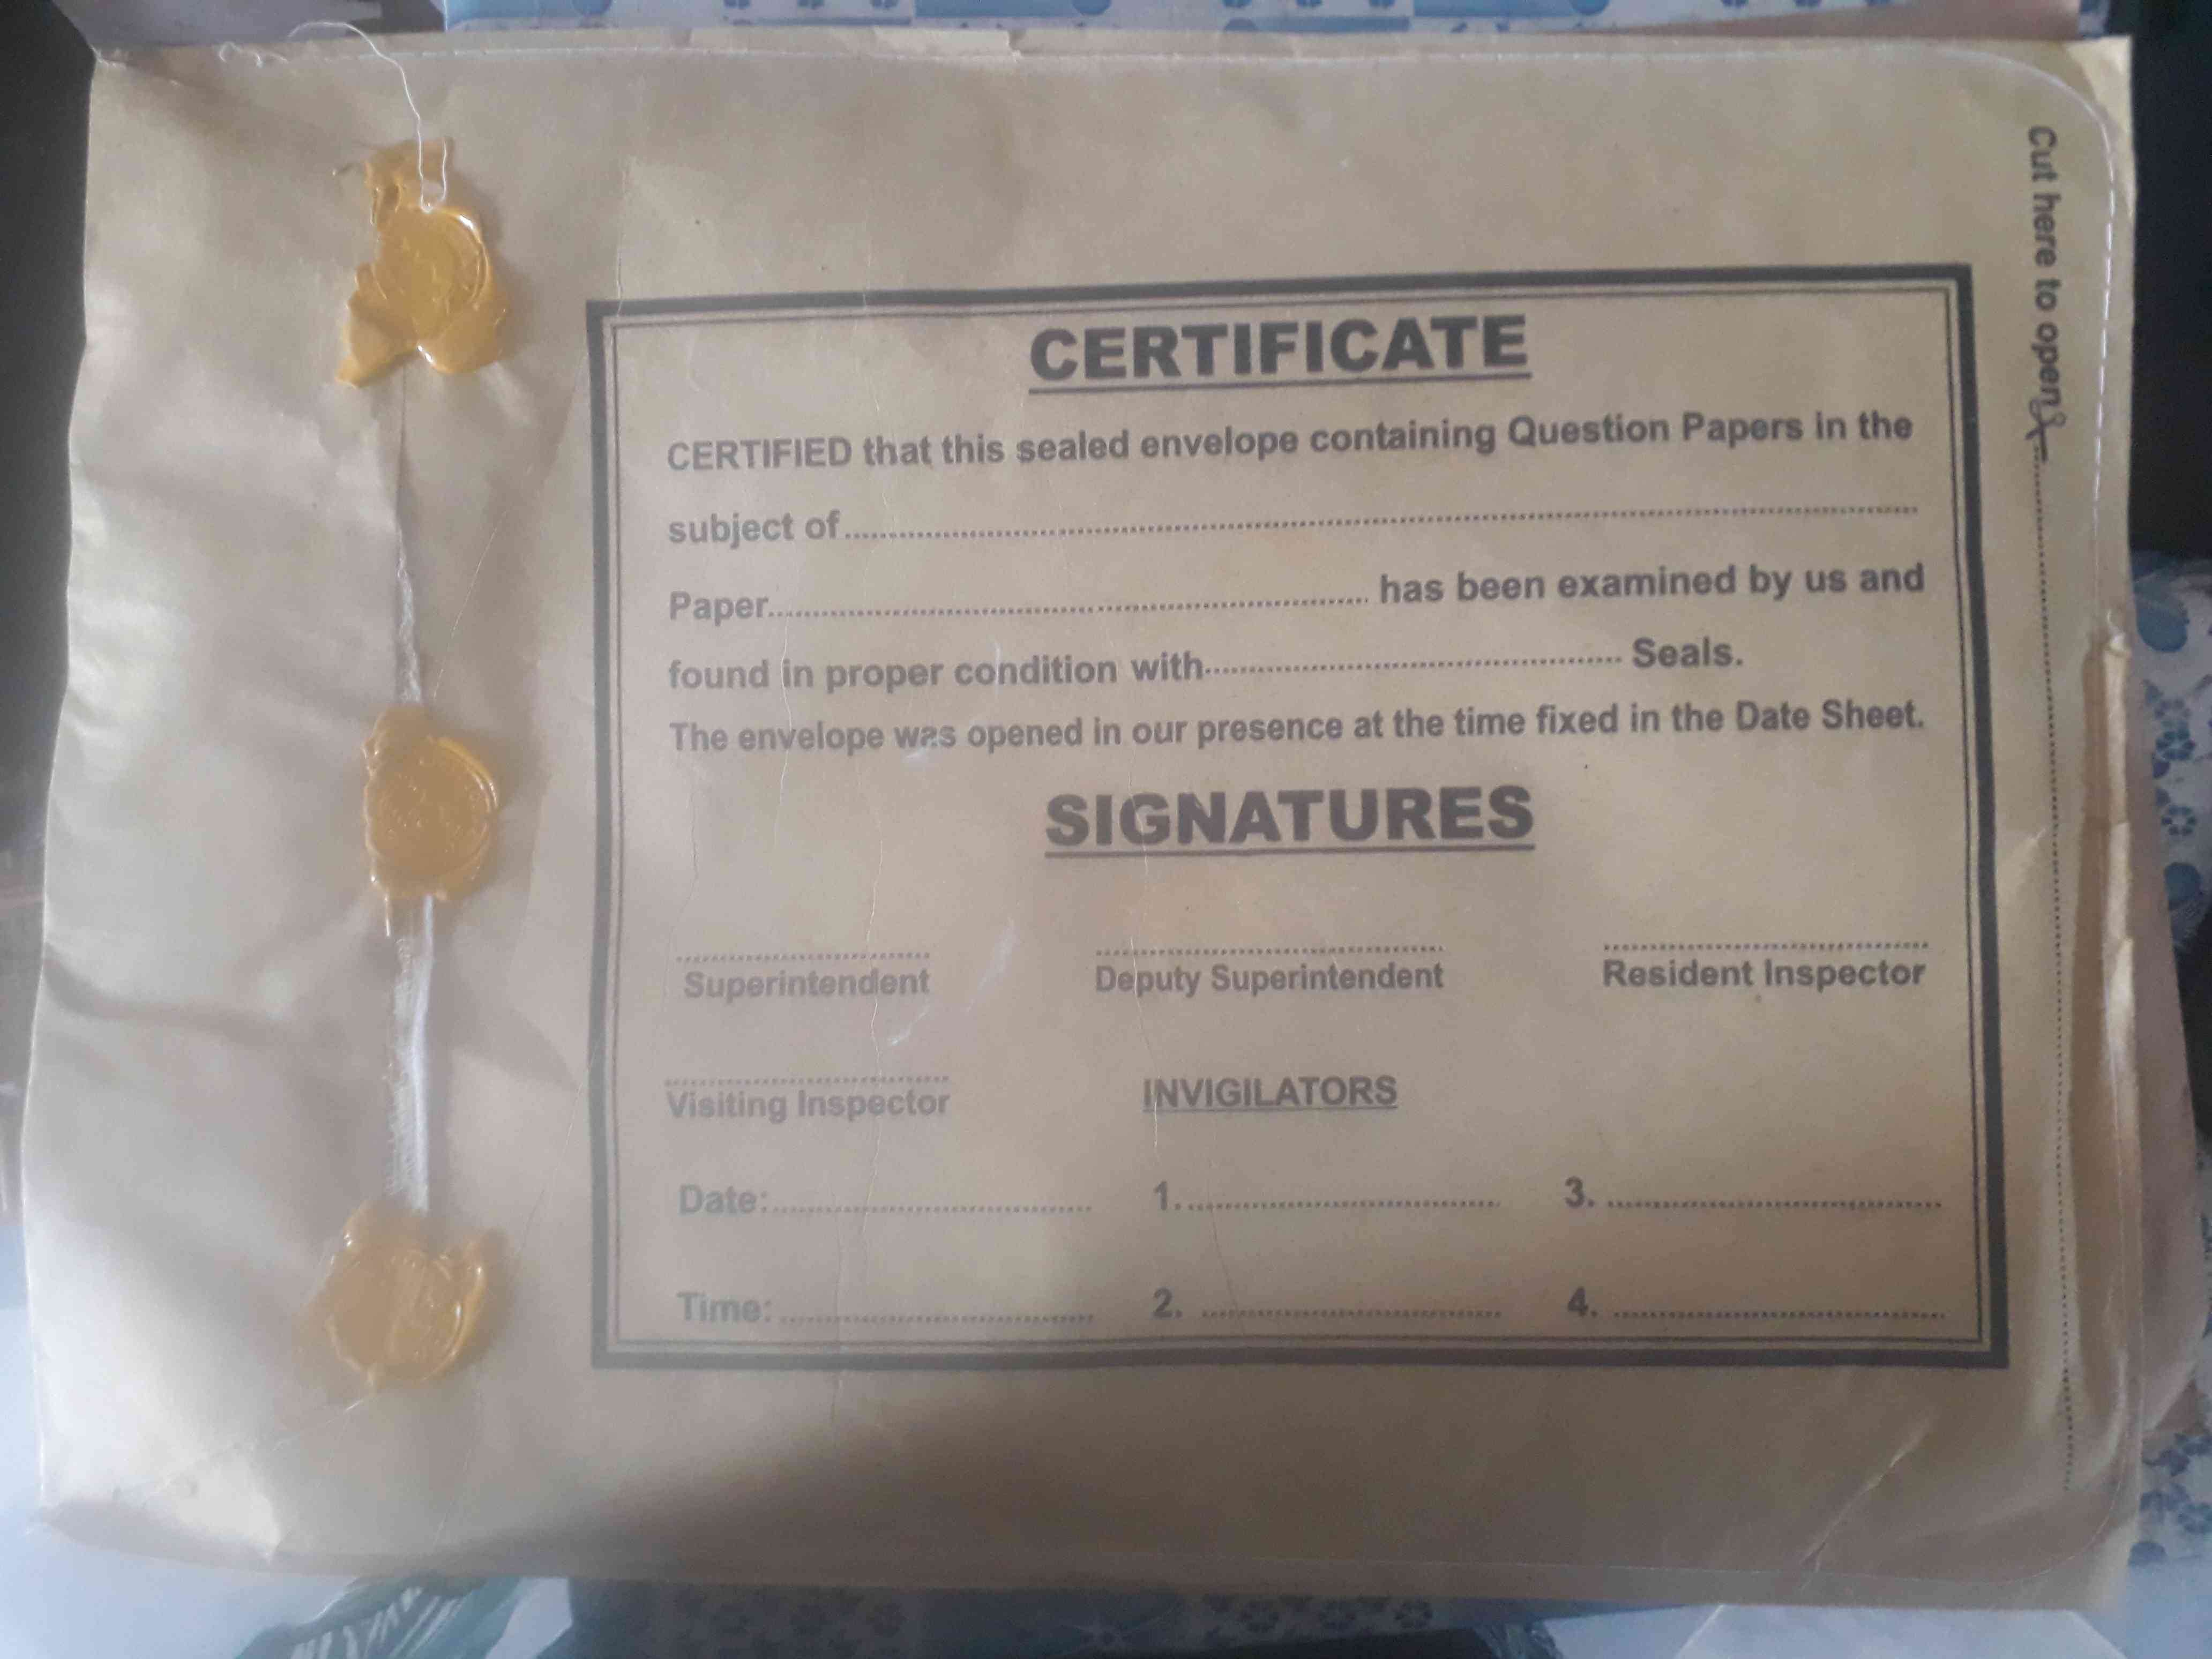 Cut here to open
CERTIFICATE
CERTIFIED that this sealed envelope containing Question Papers in the
subject of................................................................
Paper................................................ has been examined by us and
found in proper condition with.................................... Seals.
The envelope was opened in our presence at the time fixed in the Date Sheet.
SIGNATURES
Superintendent Deputy Superintendent Resident Inspector
Visiting Inspector INVIGILATORS
Date:.............................. 1.............................. 3. ..............................
Time: .............................. 2. .............................. 4. ..............................